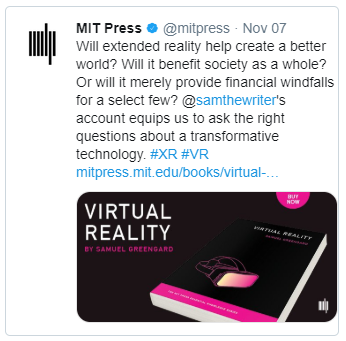 MIT Press @mitpress · Nov 07
Will extended reality help create a better
world? Will it benefit society as a whole?
Or will it merely provide financial windfalls
for a select few? @samthewriter's
account equips us to ask the right
questions about a transformative
technology. #XR #VR
mitpress.mit.edu/books/virtual-…
BUY
NOW
VIRTUAL
REALITY
BY SAMUEL GREENGARD
VIRTUAL REALITY
SAMUEL GREENGARD